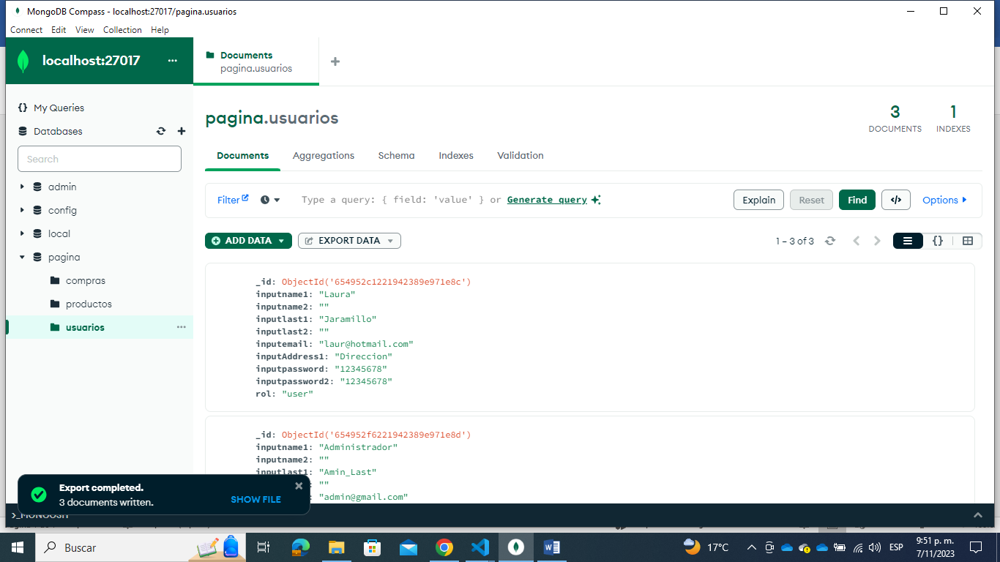 MongoDB Compass - localhost:27017/pagina.usuarios
Connect Edit View Collection Help
localhost:27017 ...
Documents
pagina.usuarios
{} My Queries
Databases
Search
admin
config
local
pagina
compras
productos
usuarios
pagina.usuarios
3
DOCUMENTS
1
INDEXES
Documents Aggregations Schema Indexes Validation
Filter Type a query: { field: 'value' } or Generate query Explain Reset Find </> Options
ADD DATA EXPORT DATA 1 – 3 of 3 {}
_id: ObjectId('654952c1221942389e971e8c')
inputname1: "Laura"
inputname2: ""
inputlast1: "Jaramillo"
inputlast2: ""
inputemail: "laur@hotmail.com"
inputAddress1: "Direccion"
inputpassword: "12345678"
inputpassword2: "12345678"
rol: "user"
_id: ObjectId('654952f6221942389e971e8d')
inputname1: "Administrador"
inputname2: ""
inputlast1: "Amin_Last"
: ""
"admin@gmail.com"
Export completed.
3 documents written.
SHOW FILE
>_MONGOSH
Buscar
17°C
ESP
9:51 p. m.
7/11/2023